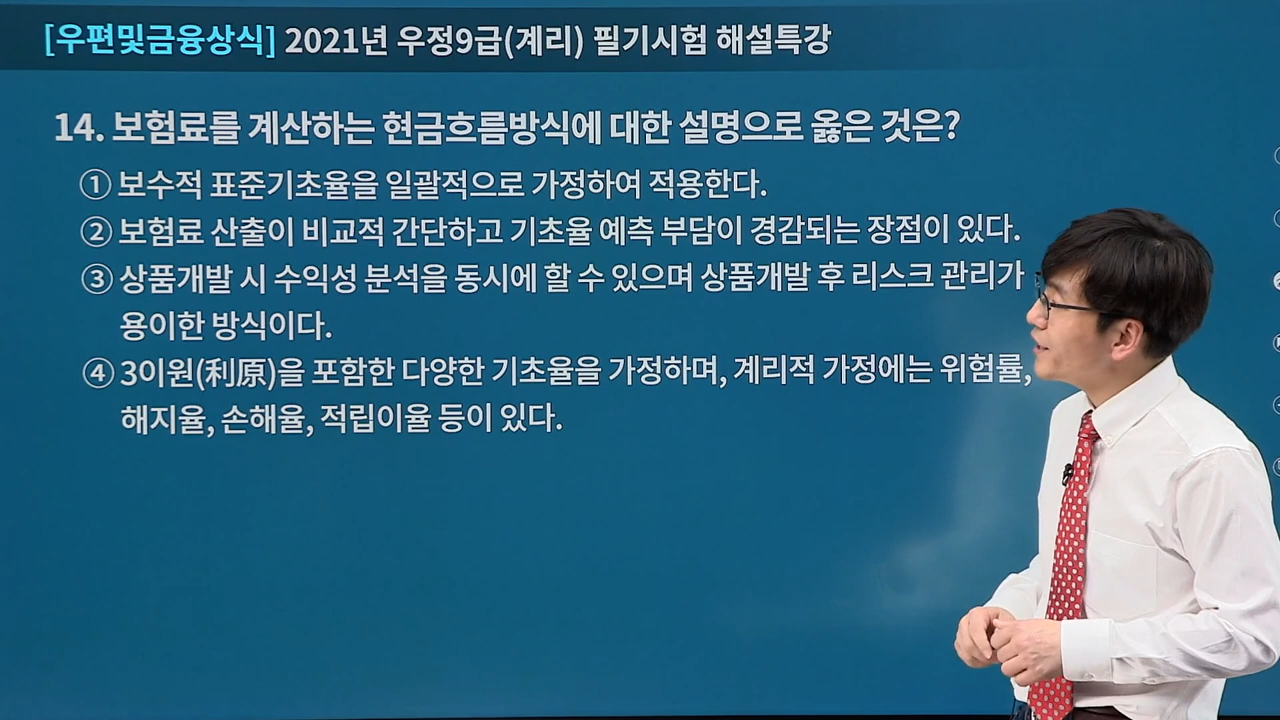 [우편및금융상식] 2021년 우정9급(계리) 필기시험 해설특강
14. 보험료를 계산하는 현금흐름방식에 대한 설명으로 옳은 것은?
① 보수적 표준기초율을 일괄적으로 가정하여 적용한다.
② 보험료 산출이 비교적 간단하고 기초율 예측 부담이 경감되는 장점이 있다.
③ 상품개발 시 수익성 분석을 동시에 할 수 있으며 상품개발 후 리스크 관리가
용이한 방식이다.
④ 3이원(利原)을 포함한 다양한 기초율을 가정하며, 계리적 가정에는 위험률,
해지율, 손해율, 적립이율 등이 있다.